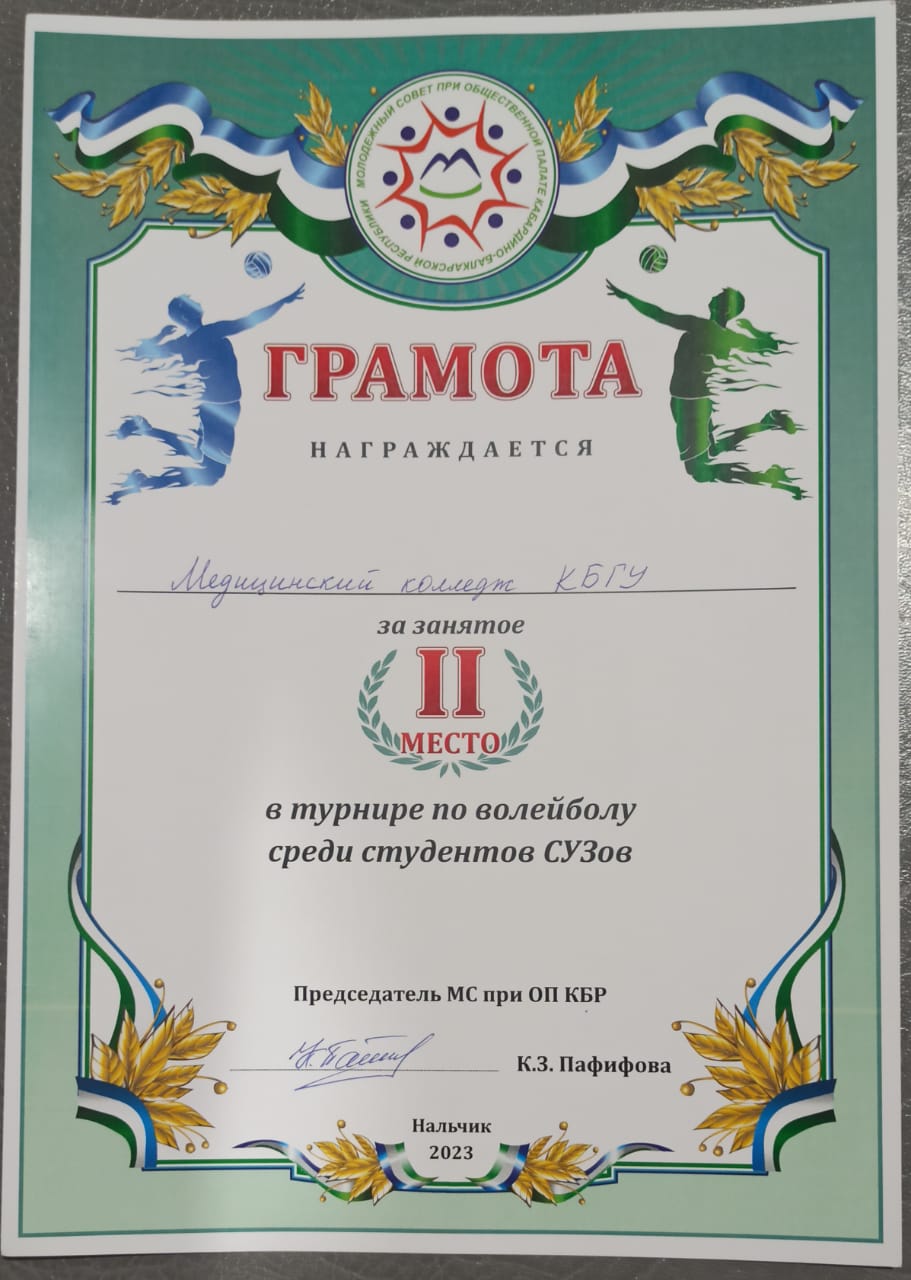 МОЛОДЕЖНЫЙ СОВЕТ ПРИ ОБЩЕСТВЕННОЙ ПАЛАТЕ КАБАРДИНО-БАЛКАРСКОЙ РЕСПУБЛИКИ
ГРАМОТА
НАГРАЖДАЕТСЯ
Медицинский колледж КБГУ
за занятое
II
МЕСТО
в турнире по волейболу
среди студентов СУЗов
Председатель МС при ОП КБР
К.З. Пафифова
Нальчик
2023